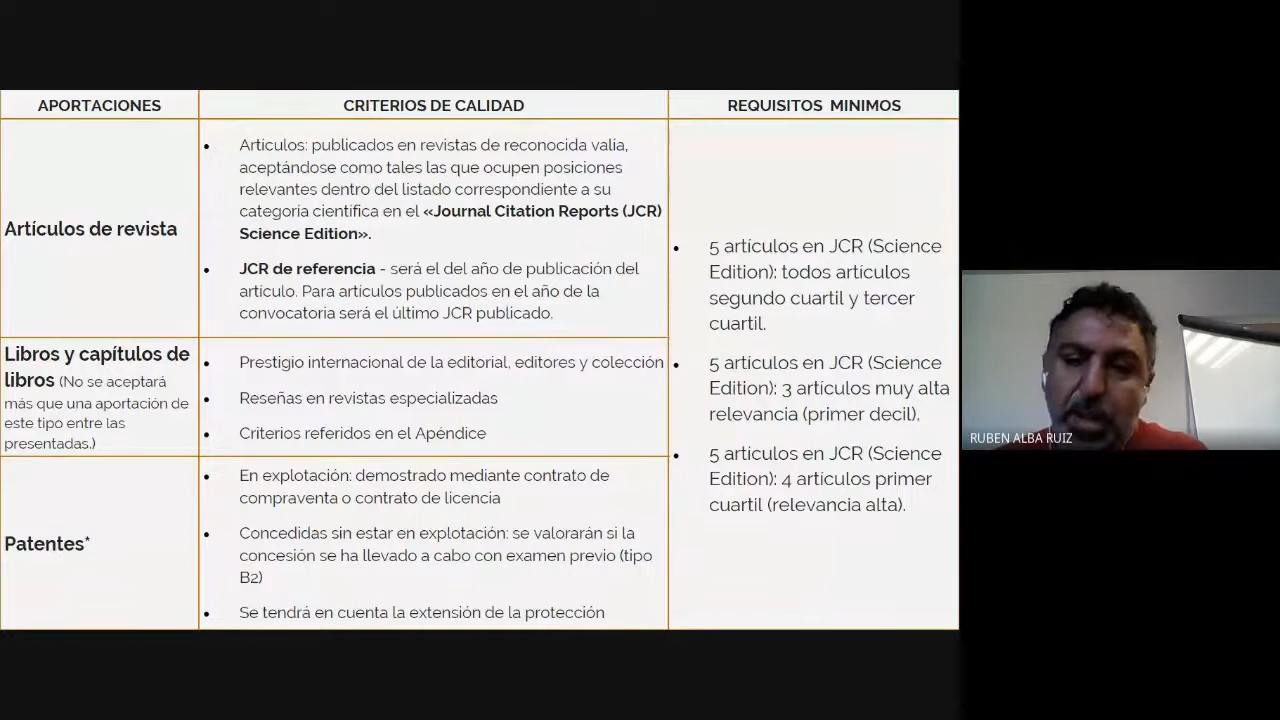 APORTACIONES
CRITERIOS DE CALIDAD
REQUISITOS MINIMOS
Artículos de revista
• Artículos: publicados en revistas de reconocida valía,
aceptándose como tales las que ocupen posiciones
relevantes dentro del listado correspondiente a su
categoría científica en el «Journal Citation Reports (JCR)
Science Edition».
• JCR de referencia - será el del año de publicación del
artículo. Para artículos publicados en el año de la
convocatoria será el último JCR publicado.
Libros y capítulos de
libros (No se aceptará
más que una aportación de
este tipo entre las
presentadas.)
• Prestigio internacional de la editorial, editores y colección
• Reseñas en revistas especializadas
• Criterios referidos en el Apéndice
Patentes*
• En explotación: demostrado mediante contrato de
compraventa o contrato de licencia
• Concedidas sin estar en explotación: se valorarán si la
concesión se ha llevado a cabo con examen previo (tipo
B2)
• Se tendrá en cuenta la extensión de la protección
• 5 artículos en JCR (Science
Edition): todos artículos
segundo cuartil y tercer
cuartil.
• 5 artículos en JCR (Science
Edition): 3 artículos muy alta
relevancia (primer decil).
• 5 artículos en JCR (Science
Edition): 4 artículos primer
cuartil (relevancia alta).
RUBEN ALBA RUIZ